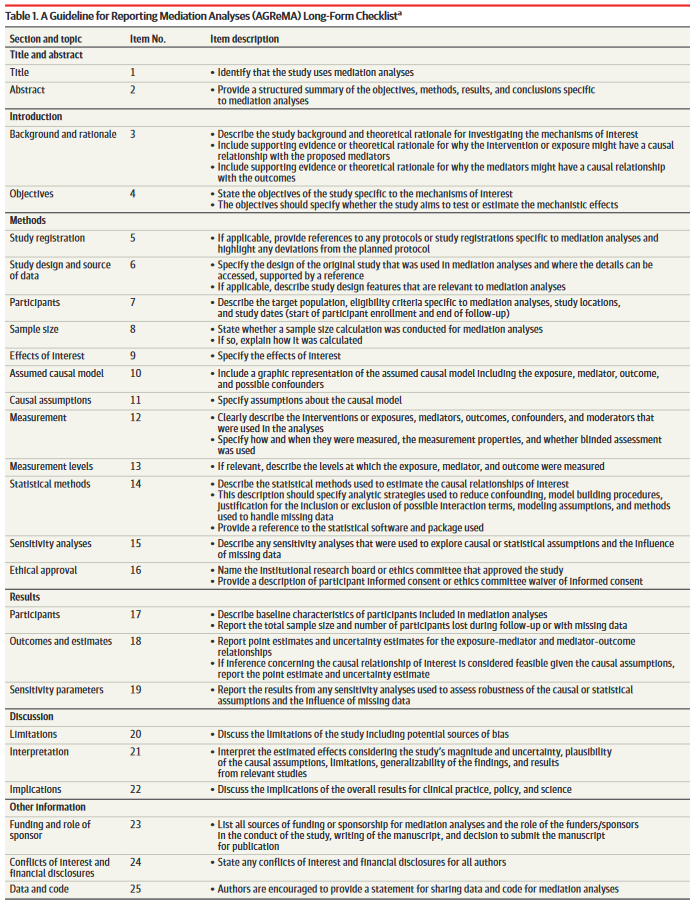 Table 1. A Guideline for Reporting Mediation Analyses (AGReMA) Long-Form Checklistᵃ
Section and topic Item No. Item description
Title and abstract
Title 1 • Identify that the study uses mediation analyses
Abstract 2 • Provide a structured summary of the objectives, methods, results, and conclusions specific
to mediation analyses
Introduction
Background and rationale 3 • Describe the study background and theoretical rationale for investigating the mechanisms of interest
• Include supporting evidence or theoretical rationale for why the intervention or exposure might have a causal
relationship with the proposed mediators
• Include supporting evidence or theoretical rationale for why the mediators might have a causal relationship
with the outcomes
Objectives 4 • State the objectives of the study specific to the mechanisms of interest
• The objectives should specify whether the study aims to test or estimate the mechanistic effects
Methods
Study registration 5 • If applicable, provide references to any protocols or study registrations specific to mediation analyses and
highlight any deviations from the planned protocol
Study design and source 6 • Specify the design of the original study that was used in mediation analyses and where the details can be
of data accessed, supported by a reference
• If applicable, describe study design features that are relevant to mediation analyses
Participants 7 • Describe the target population, eligibility criteria specific to mediation analyses, study locations,
and study dates (start of participant enrollment and end of follow-up)
Sample size 8 • State whether a sample size calculation was conducted for mediation analyses
• If so, explain how it was calculated
Effects of interest 9 • Specify the effects of interest
Assumed causal model 10 • Include a graphic representation of the assumed causal model including the exposure, mediator, outcome,
and possible confounders
Causal assumptions 11 • Specify assumptions about the causal model
Measurement 12 • Clearly describe the interventions or exposures, mediators, outcomes, confounders, and moderators that
were used in the analyses
• Specify how and when they were measured, the measurement properties, and whether blinded assessment
was used
Measurement levels 13 • If relevant, describe the levels at which the exposure, mediator, and outcome were measured
Statistical methods 14 • Describe the statistical methods used to estimate the causal relationships of interest
• This description should specify analytic strategies used to reduce confounding, model building procedures,
justification for the inclusion or exclusion of possible interaction terms, modeling assumptions, and methods
used to handle missing data
• Provide a reference to the statistical software and package used
Sensitivity analyses 15 • Describe any sensitivity analyses that were used to explore causal or statistical assumptions and the influence
of missing data
Ethical approval 16 • Name the institutional research board or ethics committee that approved the study
• Provide a description of participant informed consent or ethics committee waiver of informed consent
Results
Participants 17 • Describe baseline characteristics of participants included in mediation analyses
• Report the total sample size and number of participants lost during follow-up or with missing data
Outcomes and estimates 18 • Report point estimates and uncertainty estimates for the exposure-mediator and mediator-outcome
relationships
• If inference concerning the causal relationship of interest is considered feasible given the causal assumptions,
report the point estimate and uncertainty estimate
Sensitivity parameters 19 • Report the results from any sensitivity analyses used to assess robustness of the causal or statistical
assumptions and the influence of missing data
Discussion
Limitations 20 • Discuss the limitations of the study including potential sources of bias
Interpretation 21 • Interpret the estimated effects considering the study's magnitude and uncertainty, plausibility
of the causal assumptions, limitations, generalizability of the findings, and results
from relevant studies
Implications 22 • Discuss the implications of the overall results for clinical practice, policy, and science
Other information
Funding and role of 23 • List all sources of funding or sponsorship for mediation analyses and the role of the funders/sponsors
sponsor in the conduct of the study, writing of the manuscript, and decision to submit the manuscript
for publication
Conflicts of interest and 24 • State any conflicts of interest and financial disclosures for all authors
financial disclosures
Data and code 25 • Authors are encouraged to provide a statement for sharing data and code for mediation analyses